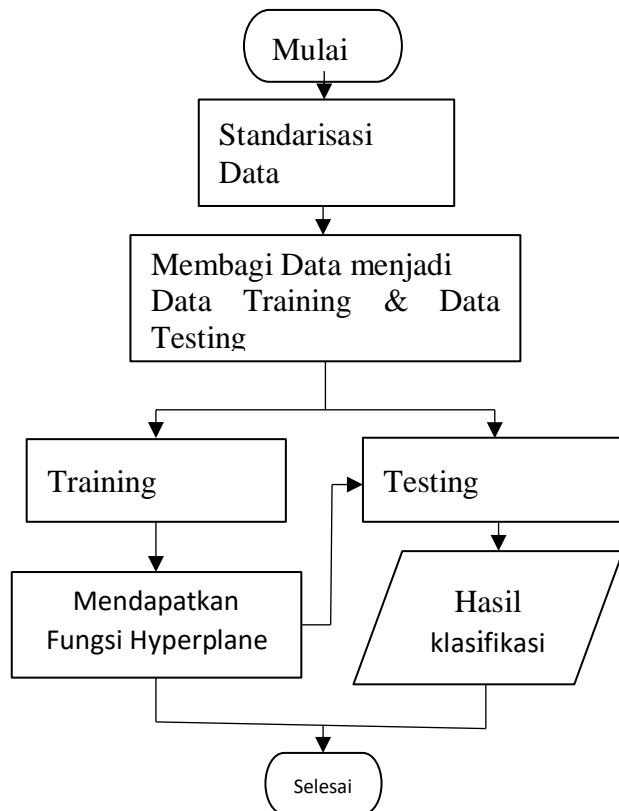 Mulai
Standarisasi
Data
Membagi Data menjadi
Data Training & Data
Testing
Training
Testing
Mendapatkan
Fungsi Hyperplane
Hasil
klasifikasi
Selesai